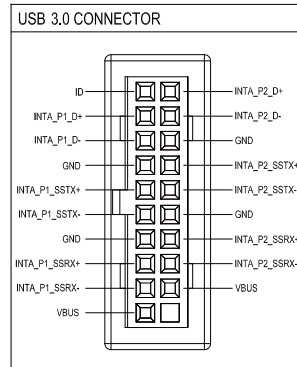 USB 3.0 CONNECTOR
ID
INTA_P2_D+
INTA_P1_D+
INTA_P2_D-
INTA_P1_D-
GND
GND
INTA_P2_SSTX+
INTA_P1_SSTX+
INTA_P2_SSTX-
INTA_P1_SSTX-
GND
GND
INTA_P2_SSRX+
INTA_P1_SSRX+
INTA_P2_SSRX-
INTA_P1_SSRX-
VBUS
VBUS